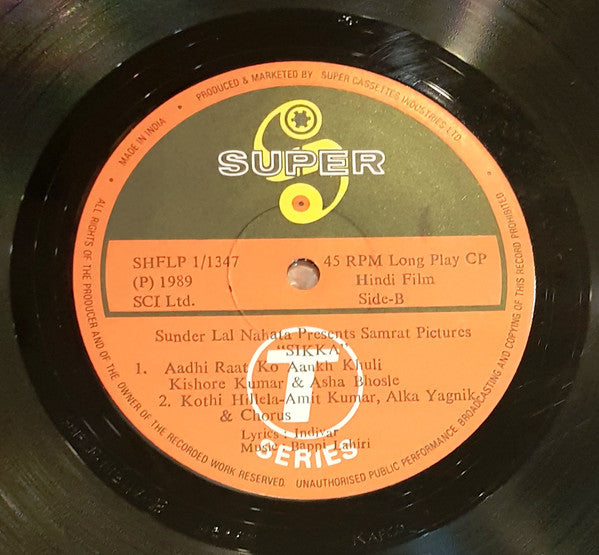 MADE IN INDIA • PRODUCED & MARKETED BY SUPER CASSETTES INDUSTRIES LTD.
SUPER
SHFLP 1/1347
(P) 1989
SCI Ltd.
45 RPM Long Play CP
Hindi Film
Side-B
Sunder Lal Nahata Presents Samrat Pictures
"SIKKA"
1. Aadhi Raat Ko Aankh Khuli
Kishore Kumar & Asha Bhosle
2. Kothi Hillela-Amit Kumar, Alka Yagnik
& Chorus
Lyrics : Indivar
Music : Bappi Lahiri
T
SERIES
ALL RIGHTS OF THE PRODUCER AND OF THE OWNER OF THE RECORDED WORK RESERVED. UNAUTHORISED PUBLIC PERFORMANCE, BROADCASTING AND COPYING OF THIS RECORD PROHIBITED